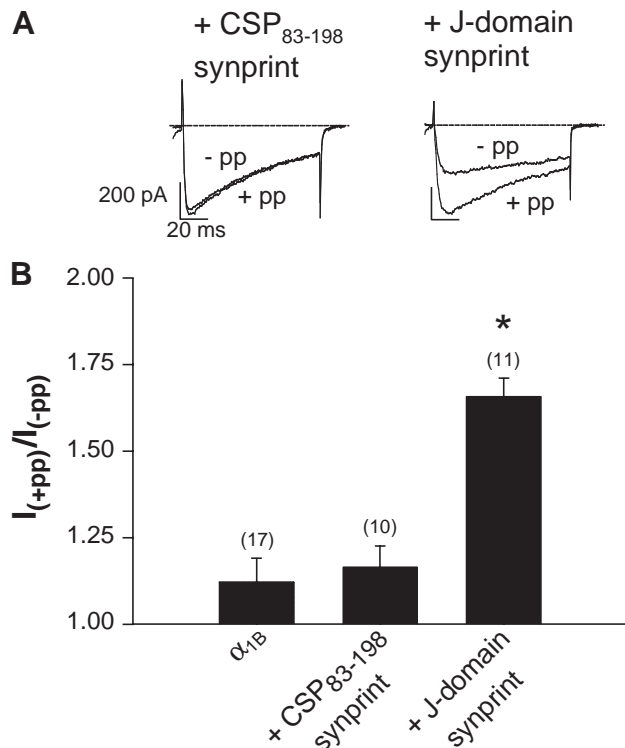 A
+ CSP83-198
synprint
+ J-domain
synprint
- pp
+ pp
200 pA
20 ms
- pp
+ pp
B
2.00
1.75
1.50
1.25
1.00
I(+pp)/I(-pp)
(17)
(10)
*
(11)
α1B
+ CSP83-198
synprint
+ J-domain
synprint